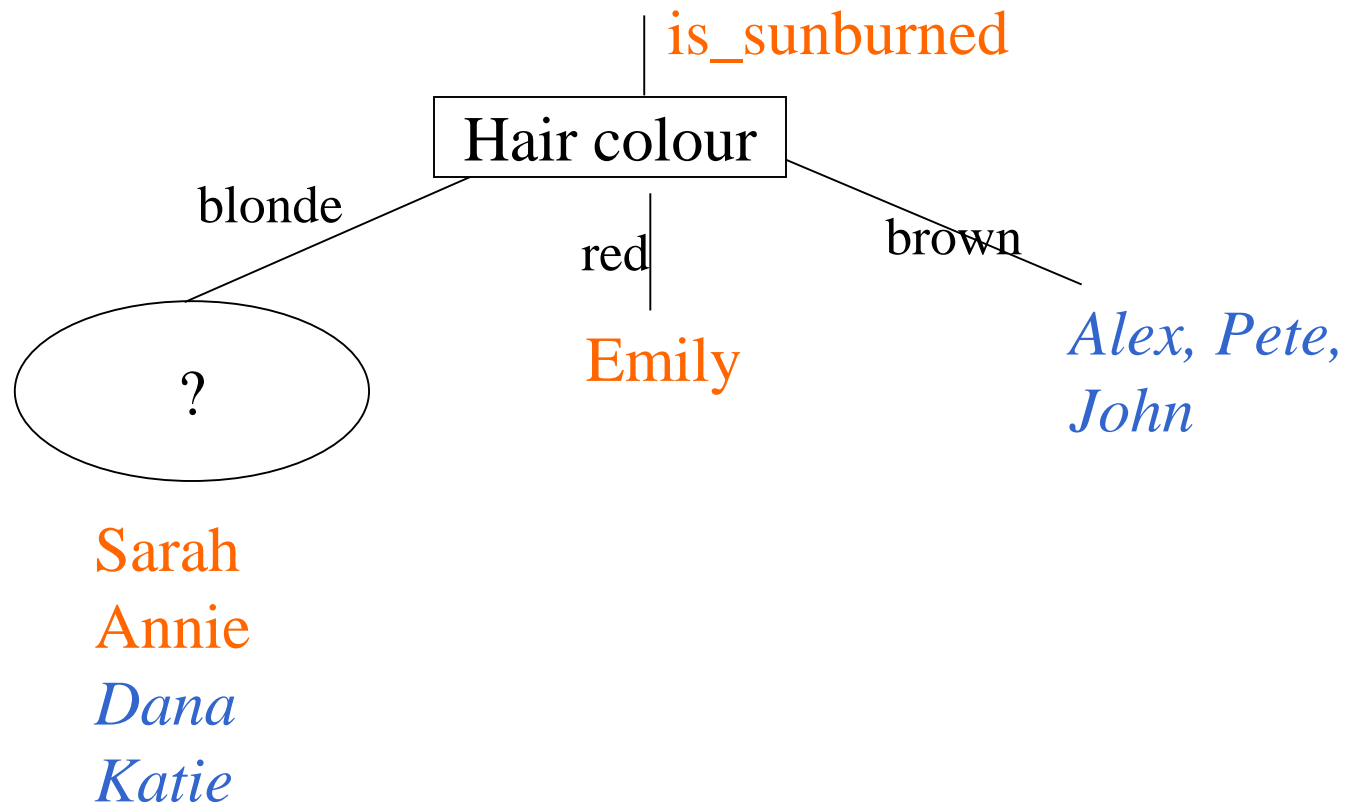 is_sunburned
Hair colour
blonde
red
brown
?
Emily
Alex, Pete,
John
Sarah
Annie
Dana
Katie